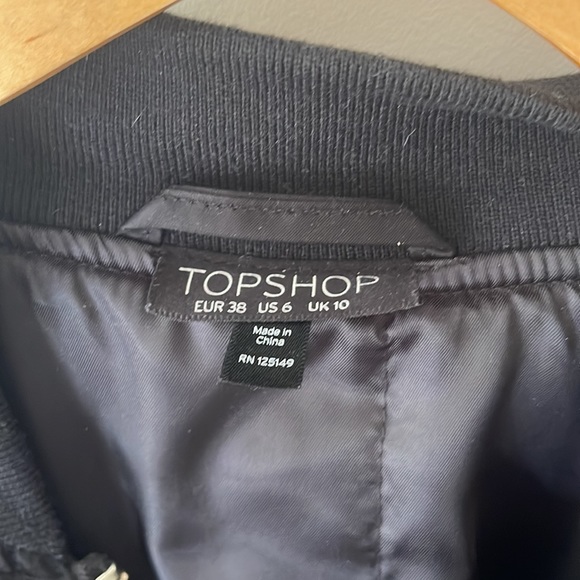 TOPSHOP
EUR 38 US 6 UK 10
Made in
China
RN 125149